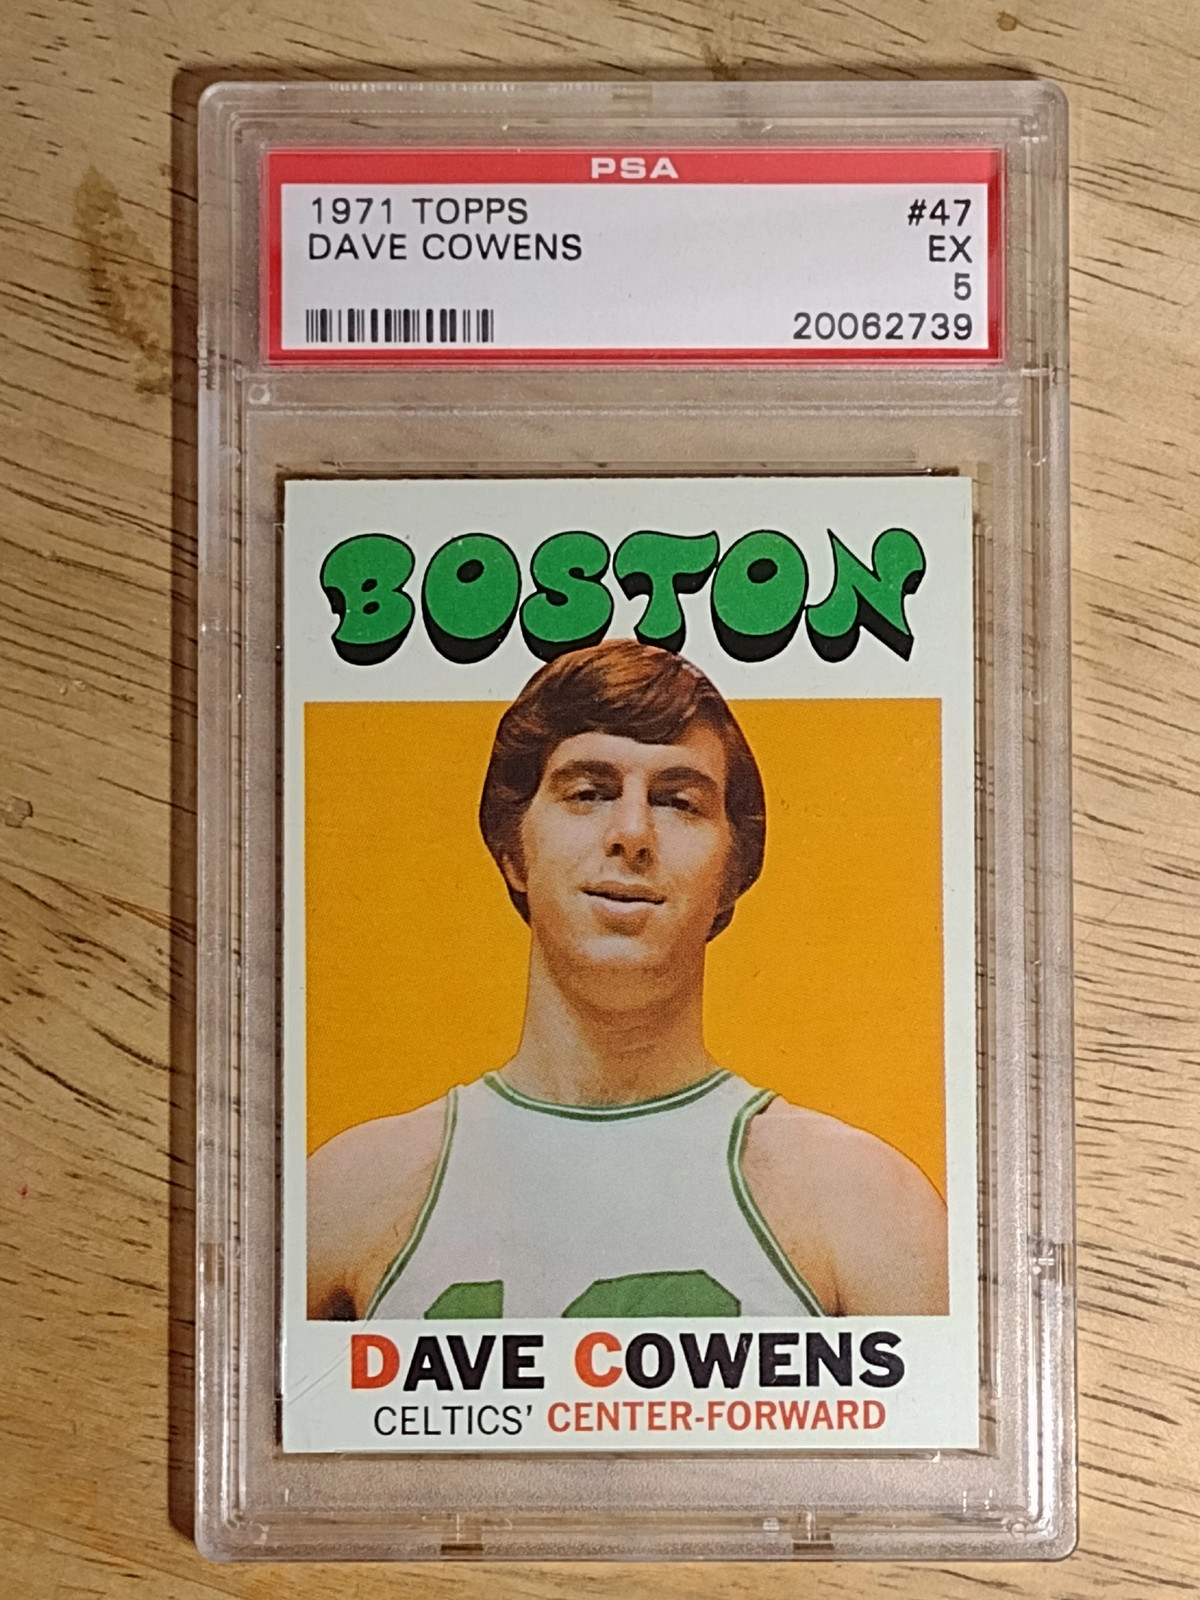 PSA
1971 TOPPS #47
DAVE COWENS EX
5
20062739
BOSTON
DAVE COWENS
CELTICS' CENTER-FORWARD